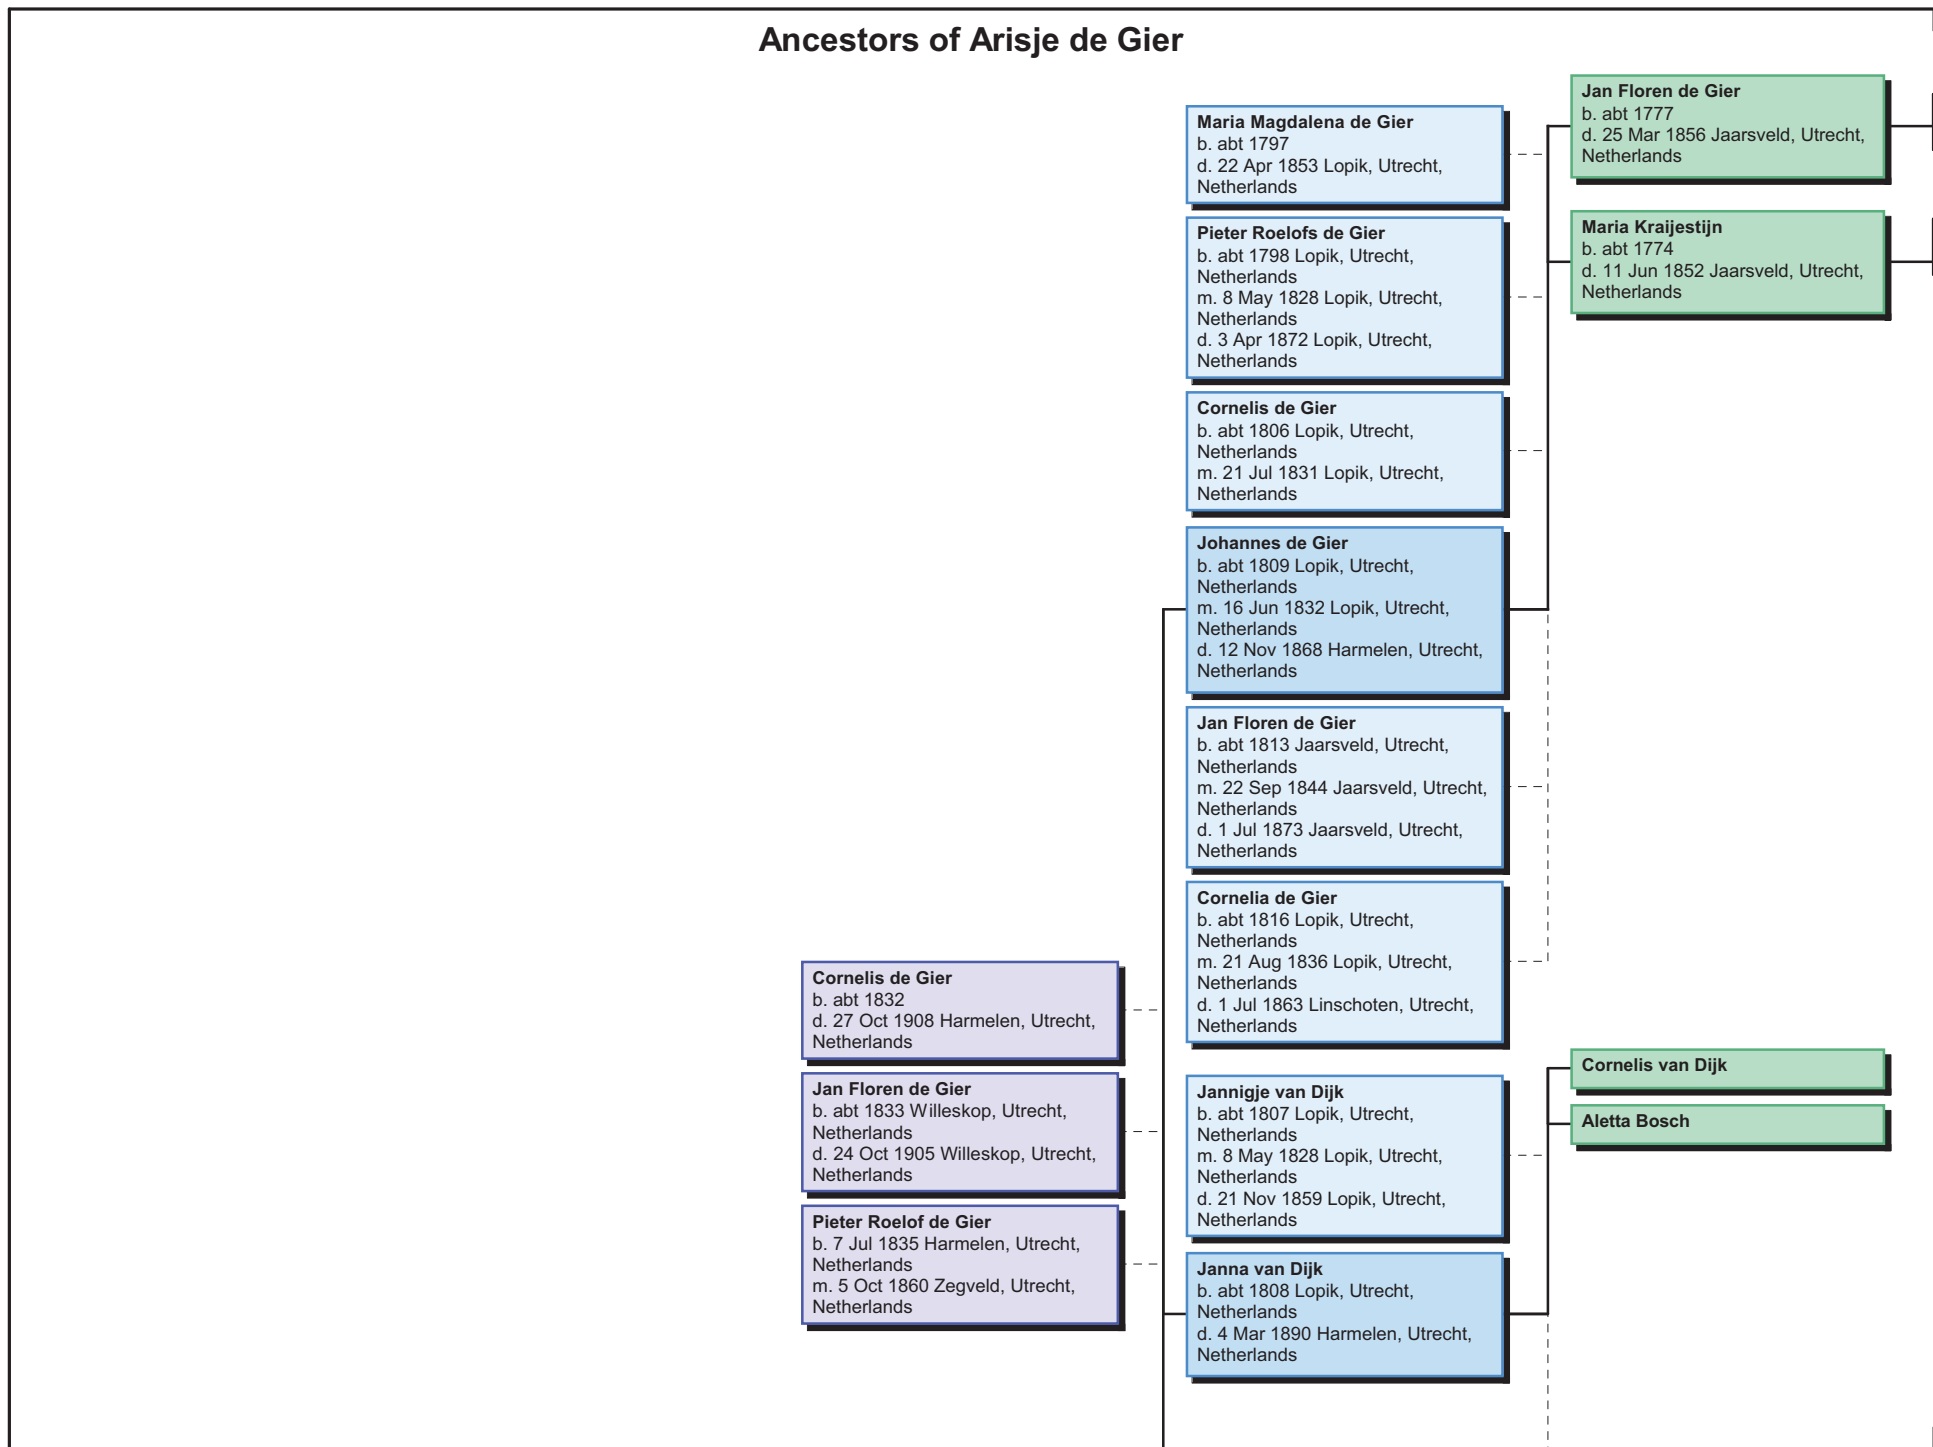 Ancestors of Arisje de Gier
Jan Floren de Gier
b. abt 1777
d. 25 Mar 1856 Jaarsveld, Utrecht,
Netherlands
Maria Magdalena de Gier
b. abt 1797
d. 22 Apr 1853 Lopik, Utrecht,
Netherlands
Maria Kraijestijn
b. abt 1774
d. 11 Jun 1852 Jaarsveld, Utrecht,
Netherlands
Pieter Roelofs de Gier
b. abt 1798 Lopik, Utrecht,
Netherlands
m. 8 May 1828 Lopik, Utrecht,
Netherlands
d. 3 Apr 1872 Lopik, Utrecht,
Netherlands
Cornelis de Gier
b. abt 1806 Lopik, Utrecht,
Netherlands
m. 21 Jul 1831 Lopik, Utrecht,
Netherlands
Johannes de Gier
b. abt 1809 Lopik, Utrecht,
Netherlands
m. 16 Jun 1832 Lopik, Utrecht,
Netherlands
d. 12 Nov 1868 Harmelen, Utrecht,
Netherlands
Jan Floren de Gier
b. abt 1813 Jaarsveld, Utrecht,
Netherlands
m. 22 Sep 1844 Jaarsveld, Utrecht,
Netherlands
d. 1 Jul 1873 Jaarsveld, Utrecht,
Netherlands
Cornelia de Gier
b. abt 1816 Lopik, Utrecht,
Netherlands
m. 21 Aug 1836 Lopik, Utrecht,
Netherlands
d. 1 Jul 1863 Linschoten, Utrecht,
Netherlands
Cornelis de Gier
b. abt 1832
d. 27 Oct 1908 Harmelen, Utrecht,
Netherlands
Cornelis van Dijk
Jan Floren de Gier
b. abt 1833 Willeskop, Utrecht,
Netherlands
d. 24 Oct 1905 Willeskop, Utrecht,
Netherlands
Jannigje van Dijk
b. abt 1807 Lopik, Utrecht,
Netherlands
m. 8 May 1828 Lopik, Utrecht,
Netherlands
d. 21 Nov 1859 Lopik, Utrecht,
Netherlands
Aletta Bosch
Pieter Roelof de Gier
b. 7 Jul 1835 Harmelen, Utrecht,
Netherlands
m. 5 Oct 1860 Zegveld, Utrecht,
Netherlands
Janna van Dijk
b. abt 1808 Lopik, Utrecht,
Netherlands
d. 4 Mar 1890 Harmelen, Utrecht,
Netherlands